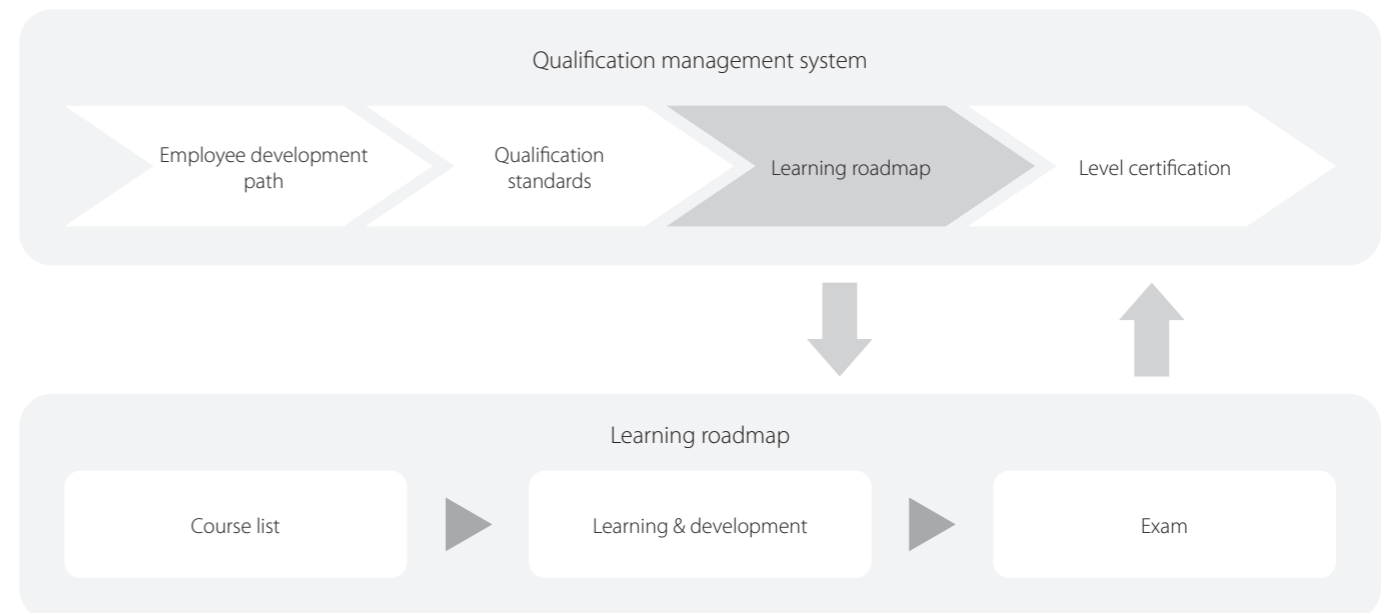 Qualification management system
Employee development
path
Qualification
standards
Learning roadmap
Level certification
Learning roadmap
Course list
Learning & development
Exam